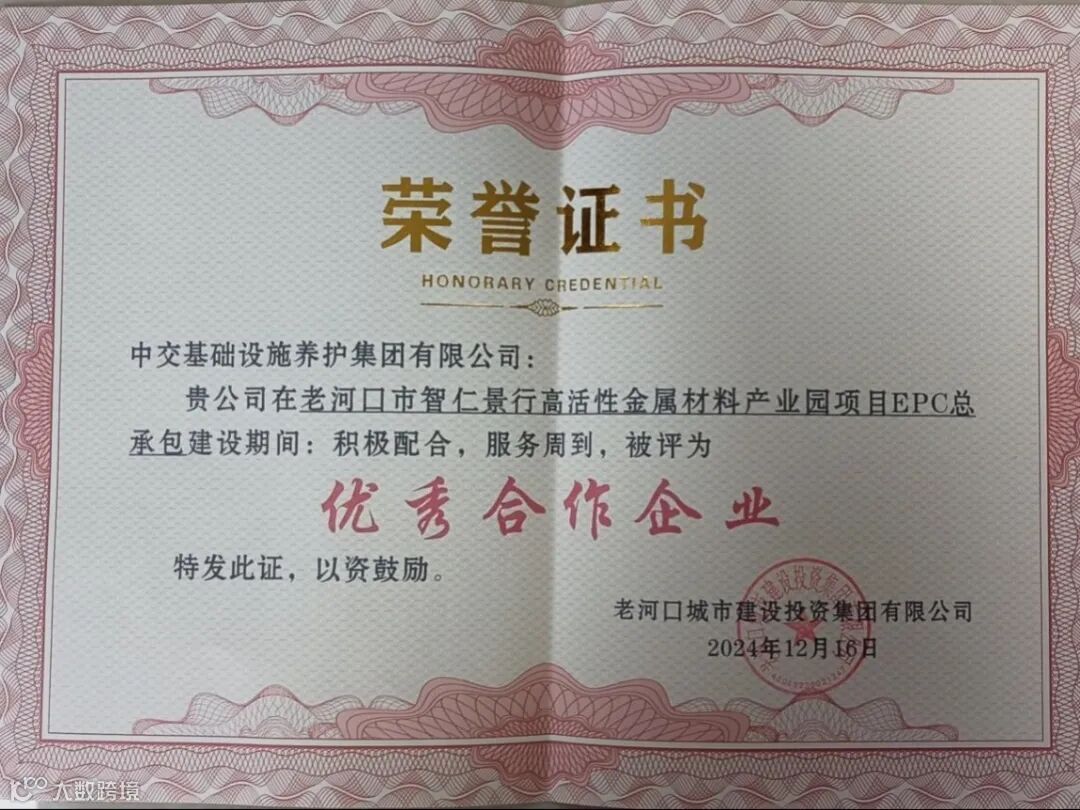 荣誉证书
HONORARY CREDENTIAL
中交基础设施养护集团有限公司：
贵公司在老河口市智仁景行高活性金属材料产业园项目EPC总
承包建设期间：积极配合，服务周到，被评为
优秀合作企业
特发此证，以资鼓励。
老河口城市建设投资集团有限公司
2024年12月16日
大数跨境